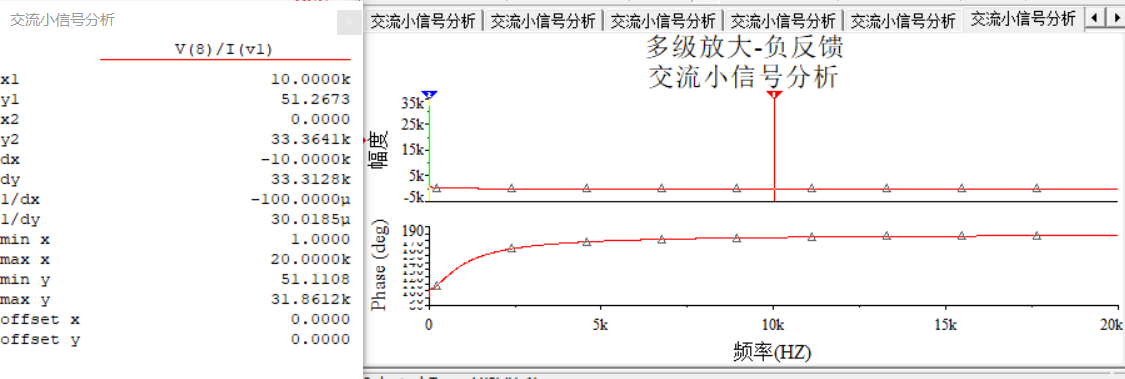 交流小信号分析
×
V(8)/I(v1)
x1 10.0000k
y1 51.2673
x2 0.0000
y2 33.3641k
dx -10.0000k
dy 33.3128k
1/dx -100.0000µ
1/dy 30.0185µ
min x 1.0000
max x 20.0000k
min y 51.1108
max y 31.8612k
offset x 0.0000
offset y 0.0000
交流小信号分析 交流小信号分析 交流小信号分析 交流小信号分析 交流小信号分析 交流小信号分析
多级放大-负反馈
交流小信号分析
幅度
35k
25k
15k
5k
-5k
Phase (deg)
190
0 5k 10k 15k 20k
频率(HZ)